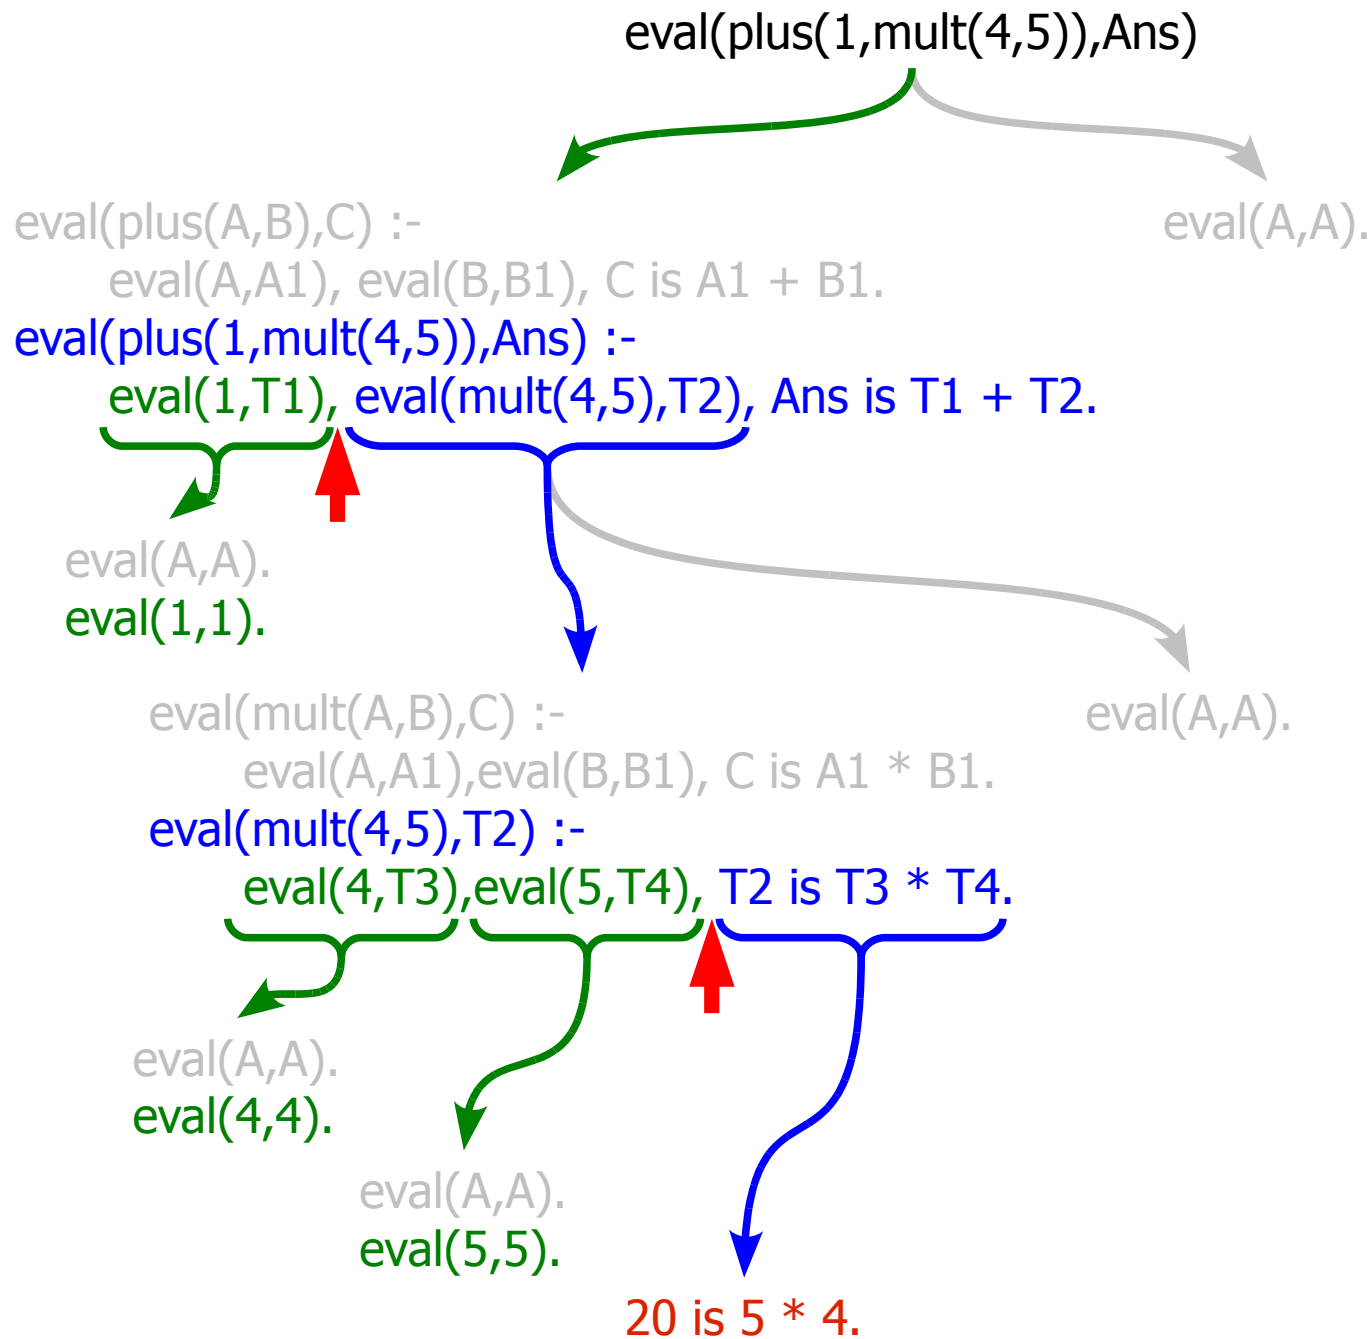 eval(plus(1,mult(4,5)),Ans)
eval(plus(A,B),C) :-
eval(A,A).
eval(A,A1), eval(B,B1), C is A1 + B1.
eval(plus(1,mult(4,5)),Ans) :-
eval(1,T1), eval(mult(4,5),T2), Ans is T1 + T2.
eval(A,A).
eval(1,1).
eval(mult(A,B),C) :-
eval(A,A).
eval(A,A1),eval(B,B1), C is A1 * B1.
eval(mult(4,5),T2) :-
eval(4,T3),eval(5,T4), T2 is T3 * T4.
eval(A,A).
eval(4,4).
eval(A,A).
eval(5,5).
20 is 5 * 4.